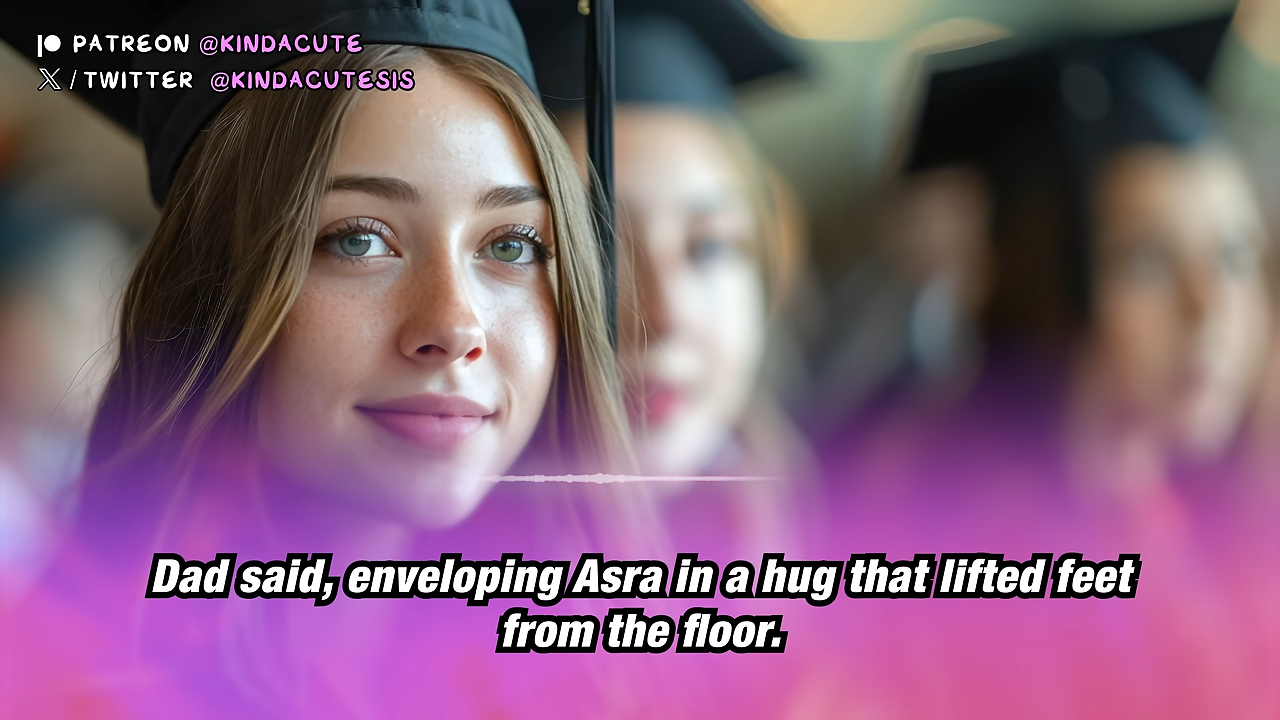 PATREON @KINDACUTE
X / TWITTER @KINDACUTESIS
Dad said, enveloping Asra in a hug that lifted feet
from the floor.